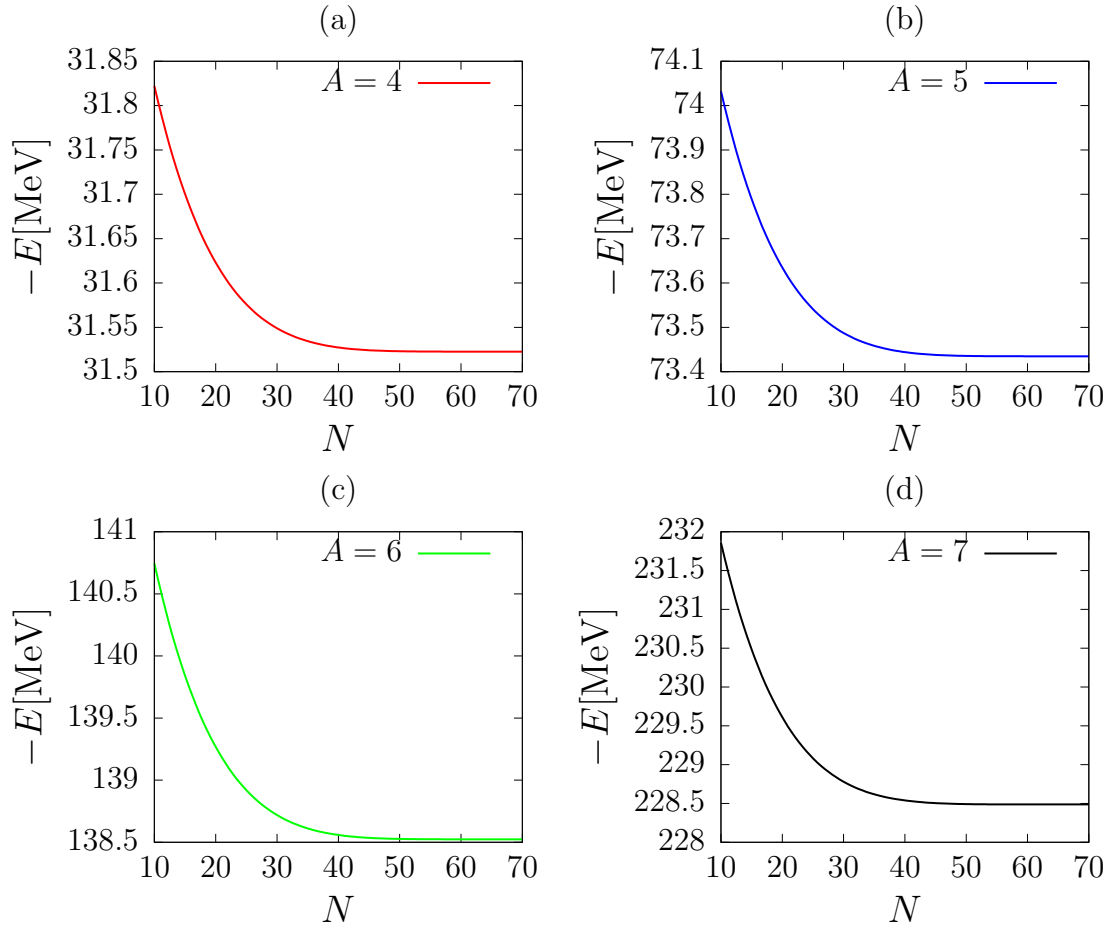 (a)
A = 4
31.85
31.8
31.75
31.7
31.65
31.6
31.55
31.5
−E[MeV]
10 20 30 40 50 60 70
N
(b)
A = 5
74.1
74
73.9
73.8
73.7
73.6
73.5
73.4
−E[MeV]
10 20 30 40 50 60 70
N
(c)
A = 6
141
140.5
140
139.5
139
138.5
−E[MeV]
10 20 30 40 50 60 70
N
(d)
A = 7
232
231.5
231
230.5
230
229.5
229
228.5
228
−E[MeV]
10 20 30 40 50 60 70
N